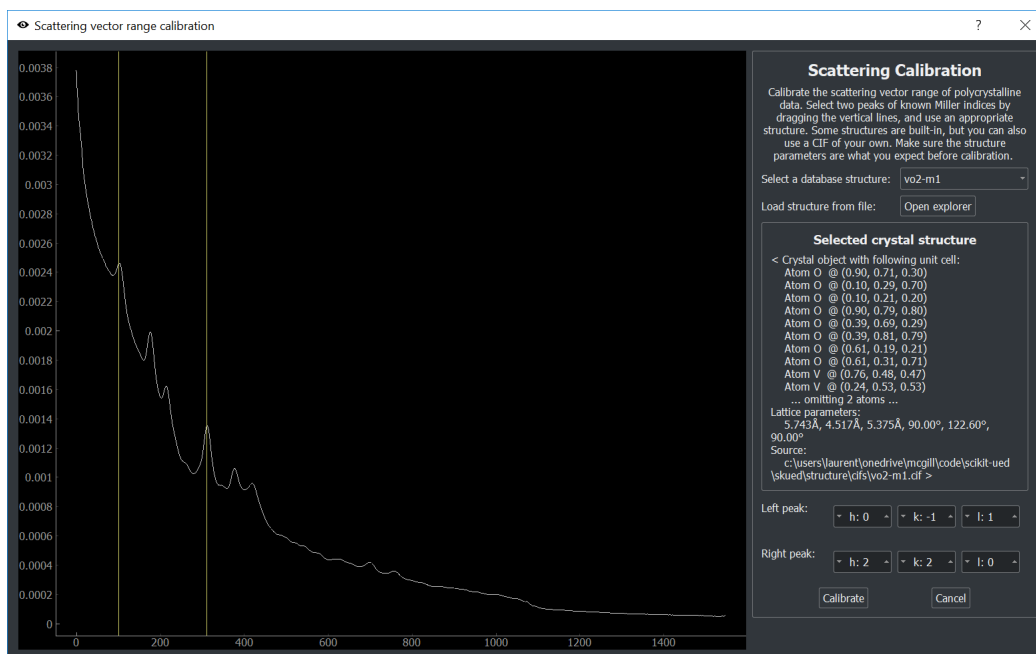 Scattering vector range calibration
?
0.0038
0.0036
0.0034
0.0032
0.003
0.0028
0.0026
0.0024
0.0022
0.002
0.0018
0.0016
0.0014
0.0012
0.001
0.0008
0.0006
0.0004
0.0002
0
0 200 400 600 800 1000 1200 1400
Scattering Calibration
Calibrate the scattering vector range of polycrystalline
data. Select two peaks of known Miller indices by
dragging the vertical lines, and use an appropriate
structure. Some structures are built-in, but you can also
use a CIF of your own. Make sure the structure
parameters are what you expect before calibration.
Select a database structure: vo2-m1
Load structure from file: Open explorer
Selected crystal structure
< Crystal object with following unit cell:
Atom O @ (0.90, 0.71, 0.30)
Atom O @ (0.10, 0.29, 0.70)
Atom O @ (0.10, 0.21, 0.20)
Atom O @ (0.90, 0.79, 0.80)
Atom O @ (0.39, 0.69, 0.29)
Atom O @ (0.39, 0.81, 0.79)
Atom O @ (0.61, 0.19, 0.21)
Atom O @ (0.61, 0.31, 0.71)
Atom V @ (0.76, 0.48, 0.47)
Atom V @ (0.24, 0.53, 0.53)
... omitting 2 atoms ...
Lattice parameters:
5.743Å, 4.517Å, 5.375Å, 90.00°, 122.60°,
90.00°
Source:
c:\users\laurent\onedrive\mcgill\code\scikit-ued
\skued\structure\cifs\vo2-m1.cif >
Left peak: h: 0 k: -1 l: 1
Right peak: h: 2 k: 2 l: 0
Calibrate Cancel